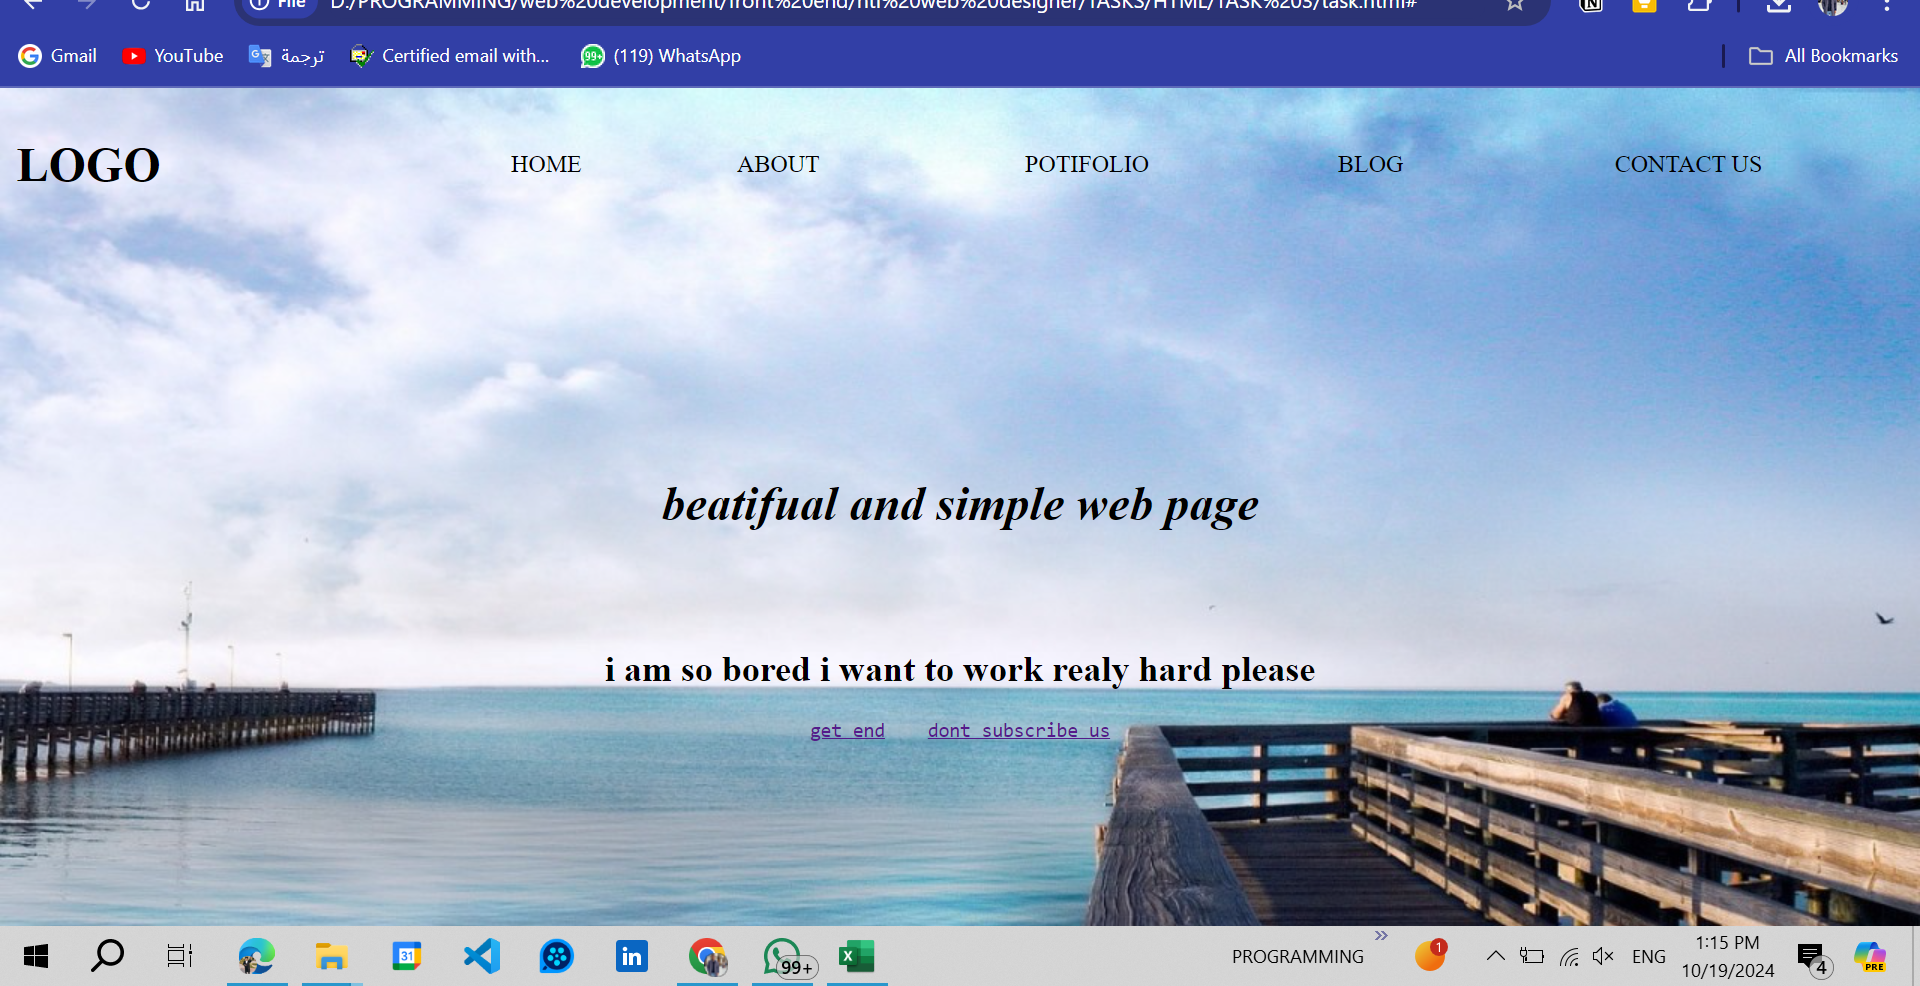 File D:/PROGRAMMING/web%20development/front%20end/nti%20web%20designer/TASKS/HTML/TASK%203/task.html#
Gmail YouTube ترجمة Certified email with... (119) WhatsApp All Bookmarks
LOGO HOME ABOUT POTIFOLIO BLOG CONTACT US
beatifual and simple web page
i am so bored i want to work realy hard please
get end dont subscribe us
31 99+ PROGRAMMING 1 ENG 1:15 PM 4 PRE
10/19/2024